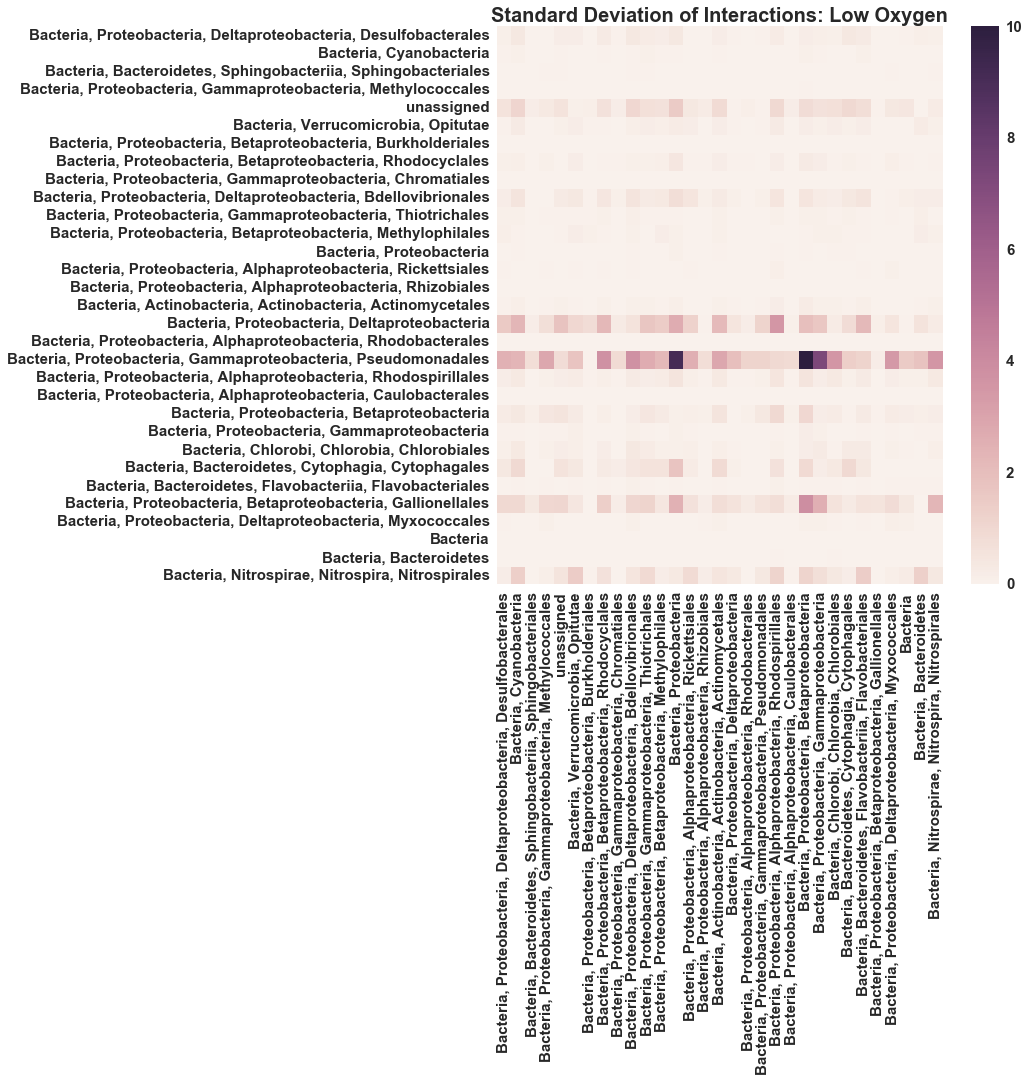 Standard Deviation of Interactions: Low Oxygen
Bacteria, Proteobacteria, Deltaproteobacteria, Desulfobacterales
Bacteria, Cyanobacteria
Bacteria, Bacteroidetes, Sphingobacteriia, Sphingobacteriales
Bacteria, Proteobacteria, Gammaproteobacteria, Methylococcales
unassigned
Bacteria, Verrucomicrobia, Opitutae
Bacteria, Proteobacteria, Betaproteobacteria, Burkholderiales
Bacteria, Proteobacteria, Betaproteobacteria, Rhodocyclales
Bacteria, Proteobacteria, Gammaproteobacteria, Chromatiales
Bacteria, Proteobacteria, Deltaproteobacteria, Bdellovibrionales
Bacteria, Proteobacteria, Gammaproteobacteria, Thiotrichales
Bacteria, Proteobacteria, Betaproteobacteria, Methylophilales
Bacteria, Proteobacteria
Bacteria, Proteobacteria, Alphaproteobacteria, Rickettsiales
Bacteria, Proteobacteria, Alphaproteobacteria, Rhizobiales
Bacteria, Actinobacteria, Actinobacteria, Actinomycetales
Bacteria, Proteobacteria, Deltaproteobacteria
Bacteria, Proteobacteria, Alphaproteobacteria, Rhodobacterales
Bacteria, Proteobacteria, Gammaproteobacteria, Pseudomonadales
Bacteria, Proteobacteria, Alphaproteobacteria, Rhodospirillales
Bacteria, Proteobacteria, Alphaproteobacteria, Caulobacterales
Bacteria, Proteobacteria, Betaproteobacteria
Bacteria, Proteobacteria, Gammaproteobacteria
Bacteria, Chlorobi, Chlorobia, Chlorobiales
Bacteria, Bacteroidetes, Cytophagia, Cytophagales
Bacteria, Bacteroidetes, Flavobacteriia, Flavobacteriales
Bacteria, Proteobacteria, Betaproteobacteria, Gallionellales
Bacteria, Proteobacteria, Deltaproteobacteria, Myxococcales
Bacteria
Bacteria, Bacteroidetes
Bacteria, Nitrospirae, Nitrospira, Nitrospirales
Bacteria, Proteobacteria, Deltaproteobacteria, Desulfobacterales
Bacteria, Cyanobacteria
Bacteria, Bacteroidetes, Sphingobacteriia, Sphingobacteriales
Bacteria, Proteobacteria, Gammaproteobacteria, Methylococcales
unassigned
Bacteria, Verrucomicrobia, Opitutae
Bacteria, Proteobacteria, Betaproteobacteria, Burkholderiales
Bacteria, Proteobacteria, Betaproteobacteria, Rhodocyclales
Bacteria, Proteobacteria, Gammaproteobacteria, Chromatiales
Bacteria, Proteobacteria, Deltaproteobacteria, Bdellovibrionales
Bacteria, Proteobacteria, Gammaproteobacteria, Thiotrichales
Bacteria, Proteobacteria, Betaproteobacteria, Methylophilales
Bacteria, Proteobacteria
Bacteria, Proteobacteria, Alphaproteobacteria, Rickettsiales
Bacteria, Proteobacteria, Alphaproteobacteria, Rhizobiales
Bacteria, Actinobacteria, Actinobacteria, Actinomycetales
Bacteria, Proteobacteria, Deltaproteobacteria
Bacteria, Proteobacteria, Alphaproteobacteria, Rhodobacterales
Bacteria, Proteobacteria, Gammaproteobacteria, Pseudomonadales
Bacteria, Proteobacteria, Alphaproteobacteria, Rhodospirillales
Bacteria, Proteobacteria, Alphaproteobacteria, Caulobacterales
Bacteria, Proteobacteria, Betaproteobacteria
Bacteria, Proteobacteria, Gammaproteobacteria
Bacteria, Chlorobi, Chlorobia, Chlorobiales
Bacteria, Bacteroidetes, Cytophagia, Cytophagales
Bacteria, Bacteroidetes, Flavobacteriia, Flavobacteriales
Bacteria, Proteobacteria, Betaproteobacteria, Gallionellales
Bacteria, Proteobacteria, Deltaproteobacteria, Myxococcales
Bacteria
Bacteria, Bacteroidetes
Bacteria, Nitrospirae, Nitrospira, Nitrospirales
10
8
6
4
2
0